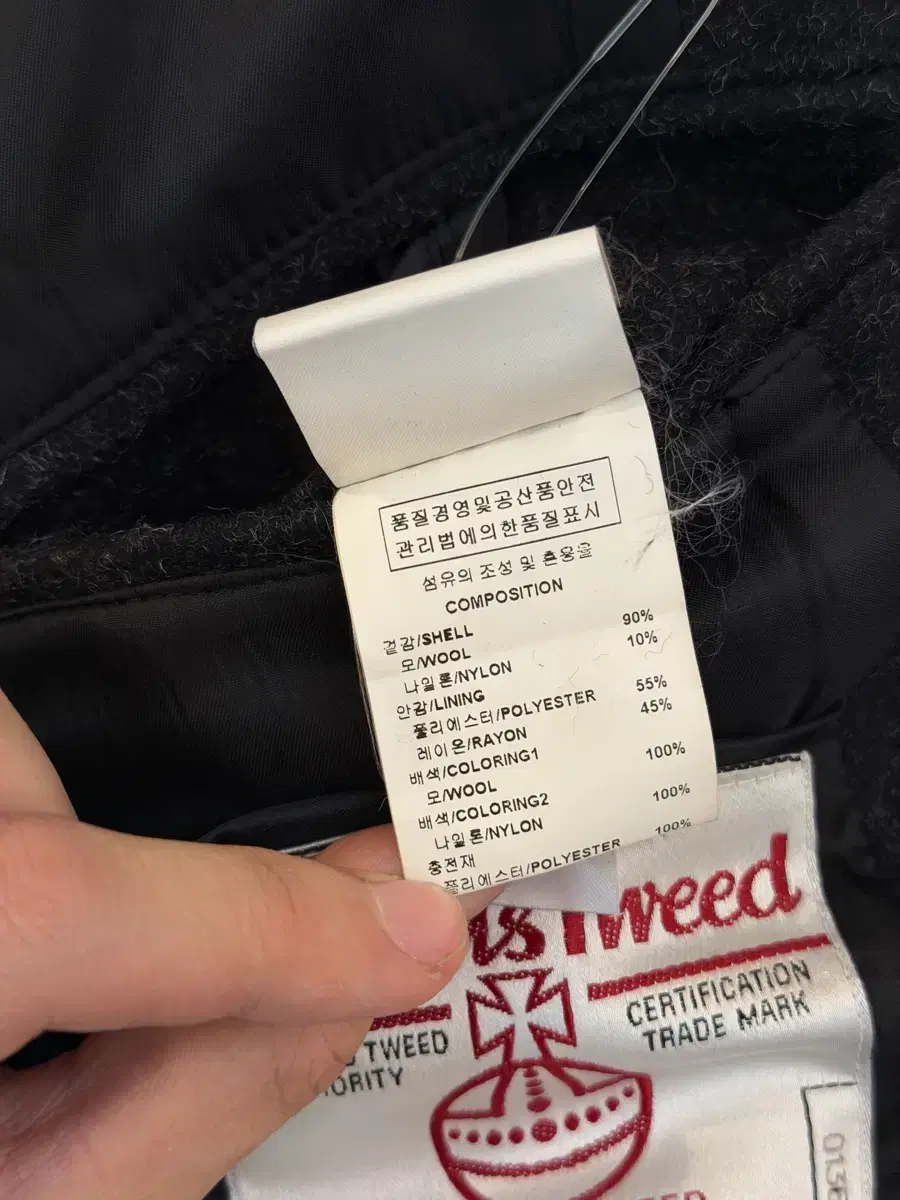 품질경영및공산품안전
관리법에의한품질표시
섬유의 조성 및 혼용율
COMPOSITION
겉감/SHELL
모/WOOL 90%
나일론/NYLON 10%
안감/LINING
폴리에스터/POLYESTER 55%
레이온/RAYON 45%
배색/COLORING1
모/WOOL 100%
배색/COLORING2
나일론/NYLON 100%
충전재
폴리에스터/POLYESTER 100%
is Tweed
TWEED
ORITY
CERTIFICATION
TRADE MARK